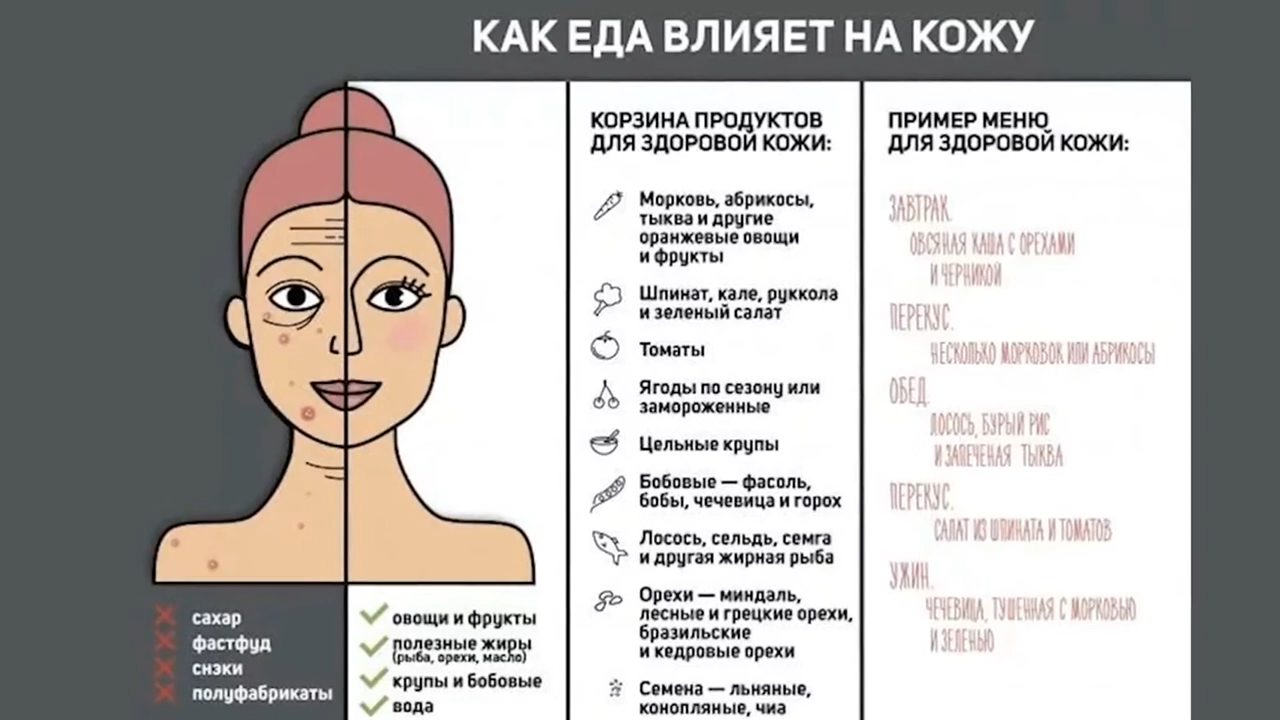 КАК ЕДА ВЛИЯЕТ НА КОЖУ
сахар
фастфуд
снэки
полуфабрикаты
овощи и фрукты
полезные жиры
(рыба, орехи, масло)
крупы и бобовые
вода
КОРЗИНА ПРОДУКТОВ
ДЛЯ ЗДОРОВОЙ КОЖИ:
Морковь, абрикосы,
тыква и другие
оранжевые овощи
и фрукты
Шпинат, кале, руккола
и зеленый салат
Томаты
Ягоды по сезону или
замороженные
Цельные крупы
Бобовые — фасоль,
бобы, чечевица и горох
Лосось, сельдь, семга
и другая жирная рыба
Орехи — миндаль,
лесные и грецкие орехи,
бразильские
и кедровые орехи
Семена — льняные,
конопляные, чиа
ПРИМЕР МЕНЮ
ДЛЯ ЗДОРОВОЙ КОЖИ:
ЗАВТРАК.
ОВСЯНАЯ КАША С ОРЕХАМИ
И ЧЕРНИКОЙ
ПЕРЕКУС.
НЕСКОЛЬКО МОРКОВОК ИЛИ АБРИКОСЫ
ОБЕД.
ЛОСОСЬ, БУРЫЙ РИС
И ЗАПЕЧЕНАЯ ТЫКВА
ПЕРЕКУС.
САЛАТ ИЗ ШПИНАТА И ТОМАТОВ
УЖИН.
ЧЕЧЕВИЦА, ТУШЕННАЯ С МОРКОВЬЮ
И ЗЕЛЕНЬЮ